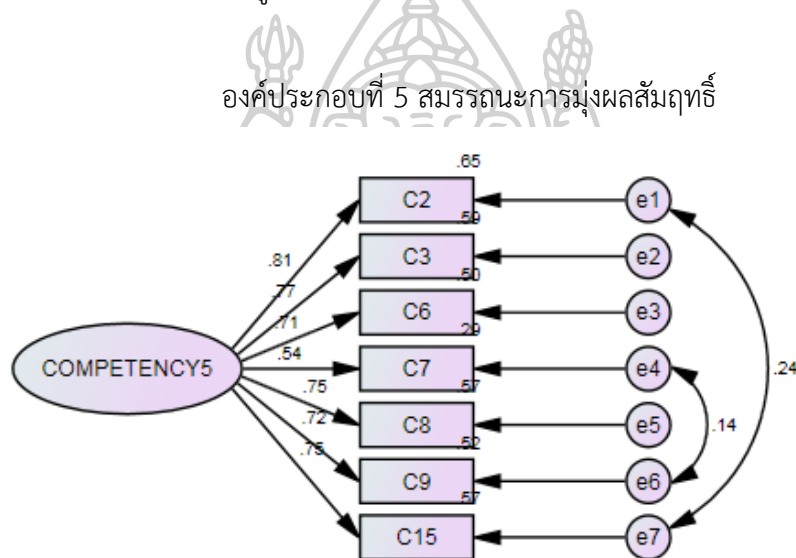 องค์ประกอบที่ 5 สมรรถนะการมุ่งผลสัมฤทธิ์
.65
C2
e1
.59
.81
C3
e2
.50
.77
C6
e3
.71
.29
.54
COMPETENCY5
C7
e4
.24
.57
.75
C8
e5
.14
.72
.52
C9
e6
.75
.57
C15
e7